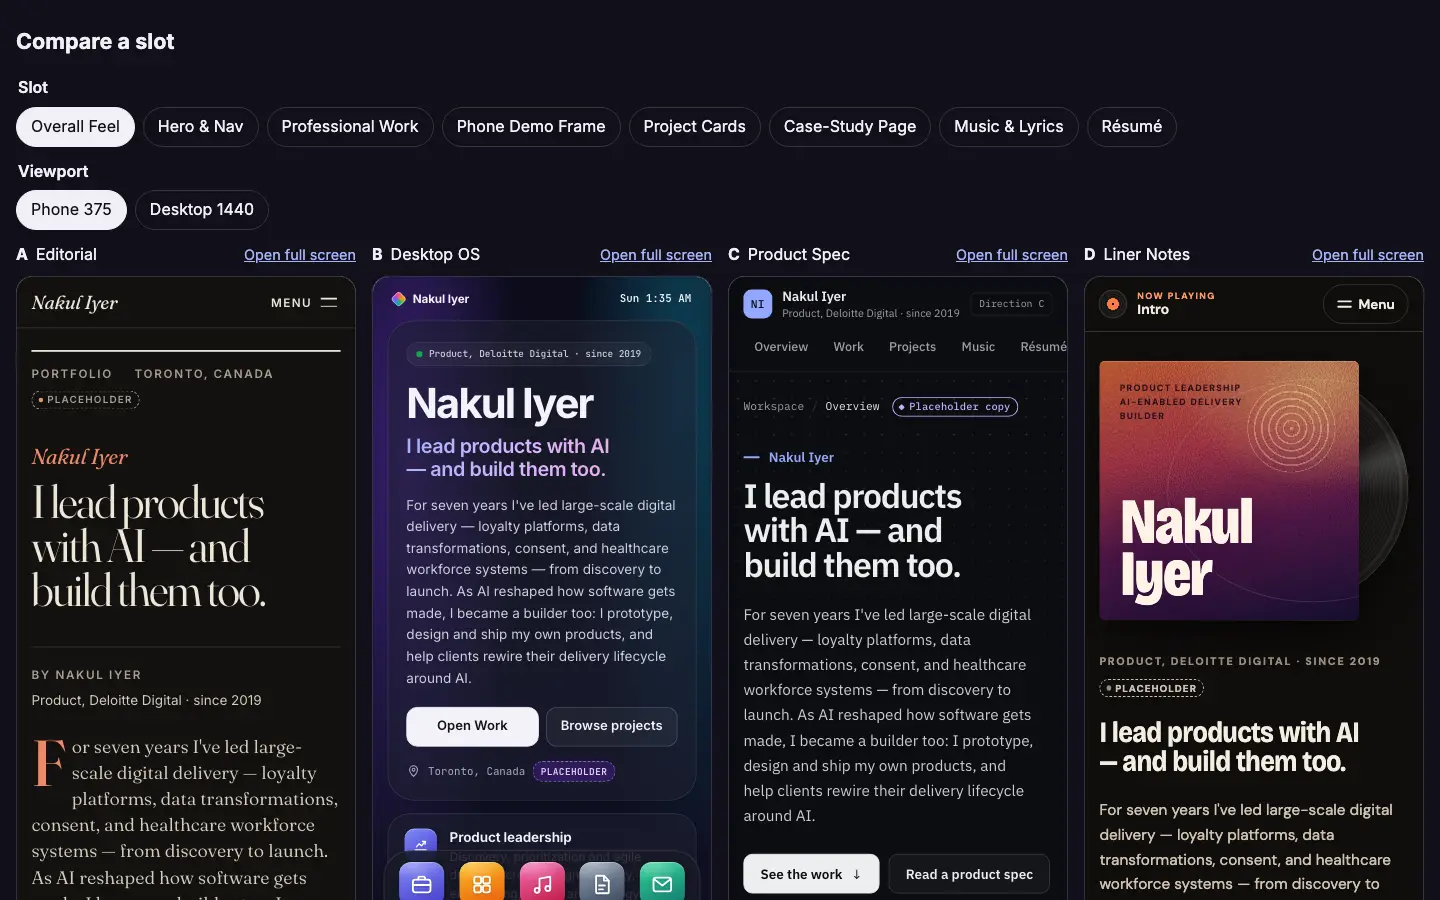 Compare a slot
Slot
Overall Feel
Hero & Nav
Professional Work
Phone Demo Frame
Project Cards
Case-Study Page
Music & Lyrics
Résumé
Viewport
Phone 375
Desktop 1440
A Editorial
Open full screen
Nakul Iyer
MENU
PORTFOLIO TORONTO, CANADA
PLACEHOLDER
Nakul Iyer
I lead products
with AI — and
build them too.
BY NAKUL IYER
Product, Deloitte Digital · since 2019
For seven years I've led large-
scale digital delivery — loyalty
platforms, data transformations,
consent, and healthcare workforce
systems — from discovery to launch.
As AI reshaped how software gets
B Desktop OS
Open full screen
Nakul Iyer
Sun 1:35 AM
Product, Deloitte Digital · since 2019
Nakul Iyer
I lead products with AI
— and build them too.
For seven years I've led large-scale digital
delivery — loyalty platforms, data
transformations, consent, and healthcare
workforce systems — from discovery to
launch. As AI reshaped how software gets
made, I became a builder too: I prototype,
design and ship my own products, and
help clients rewire their delivery lifecycle
around AI.
Open Work
Browse projects
Toronto, Canada
PLACEHOLDER
Product leadership
Discovery, prioritization and agile
C Product Spec
Open full screen
NI
Nakul Iyer
Product, Deloitte Digital · since 2019
Direction C
Overview
Work
Projects
Music
Résumé
Workspace / Overview
Placeholder copy
Nakul Iyer
I lead products
with AI — and
build them too.
For seven years I've led large-scale digital
delivery — loyalty platforms, data
transformations, consent, and healthcare
workforce systems — from discovery to
launch. As AI reshaped how software gets
made, I became a builder too: I prototype,
design and ship my own products, and
help clients rewire their delivery lifecycle
around AI.
See the work ↓
Read a product spec
D Liner Notes
Open full screen
NOW PLAYING
Intro
Menu
PRODUCT LEADERSHIP
AI-ENABLED DELIVERY
BUILDER
Nakul
Iyer
PRODUCT, DELOITTE DIGITAL · SINCE 2019
PLACEHOLDER
I lead products with AI
— and build them too.
For seven years I've led large-scale digital
delivery — loyalty platforms, data
transformations, consent, and healthcare
workforce systems — from discovery to